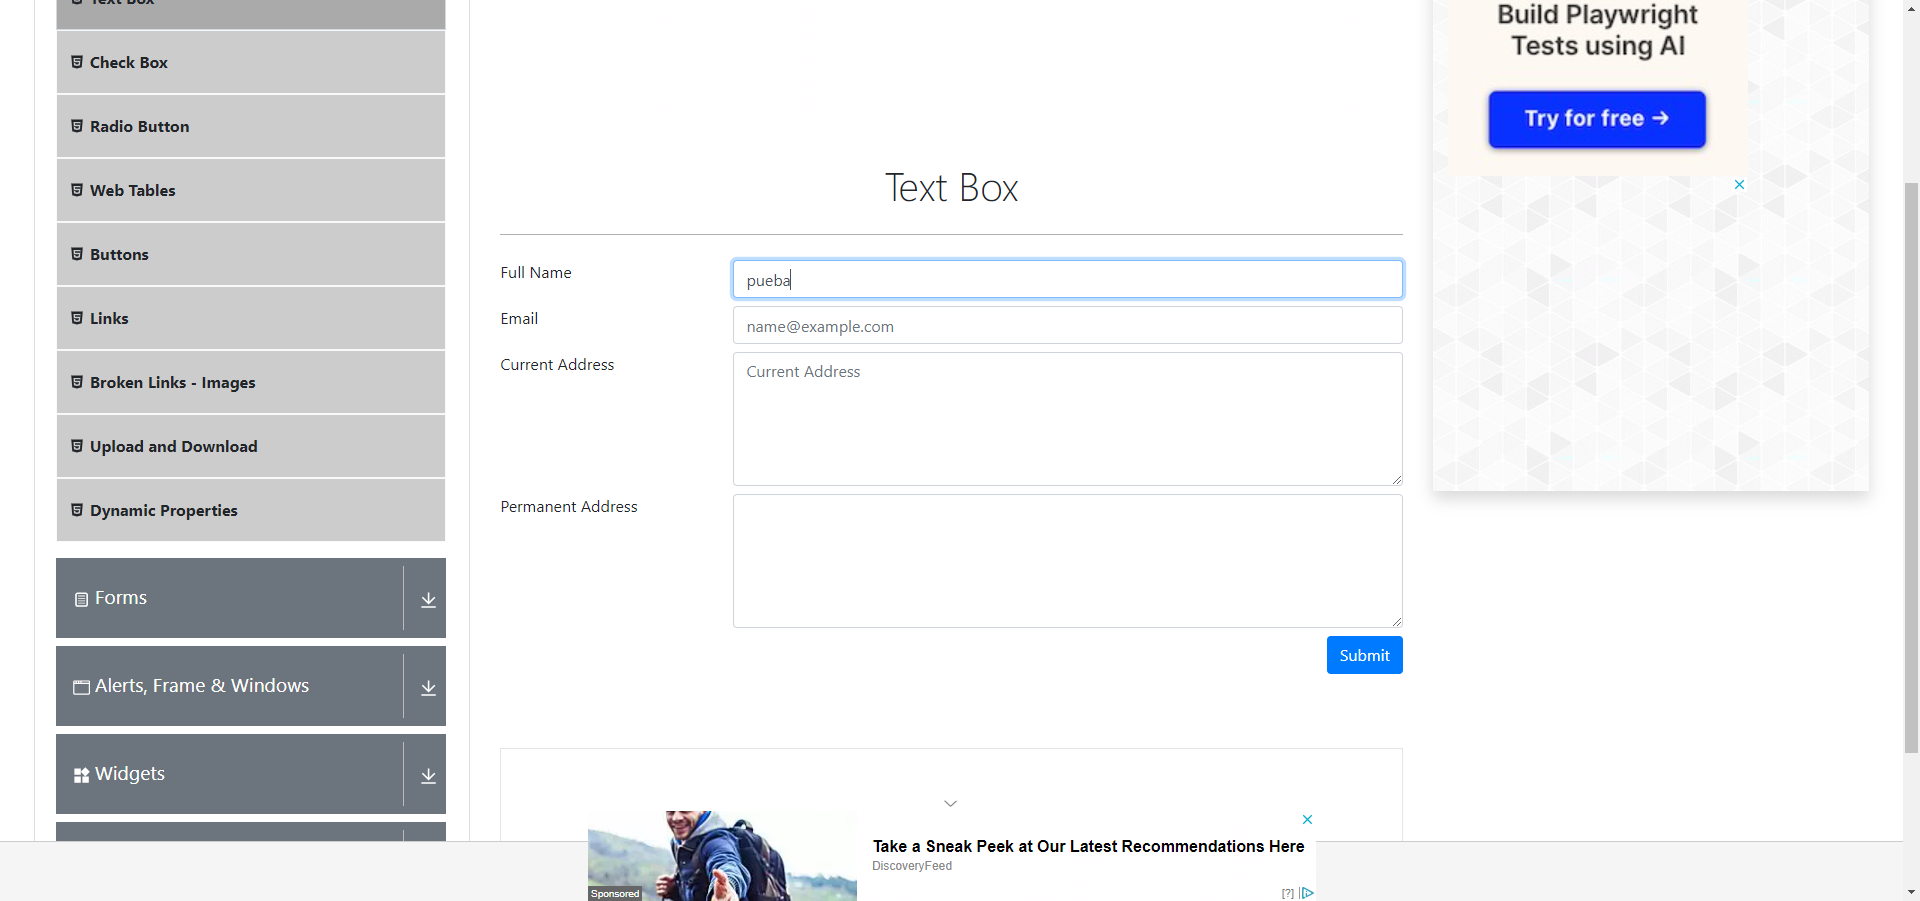 Text Box
Check Box
Radio Button
Web Tables
Buttons
Links
Broken Links - Images
Upload and Download
Dynamic Properties
Forms
Alerts, Frame & Windows
Widgets
Text Box
Full Name
pueba
Email
name@example.com
Current Address
Current Address
Permanent Address
Submit
Build Playwright
Tests using AI
Try for free →
Take a Sneak Peek at Our Latest Recommendations Here
DiscoveryFeed
Sponsored
[?]